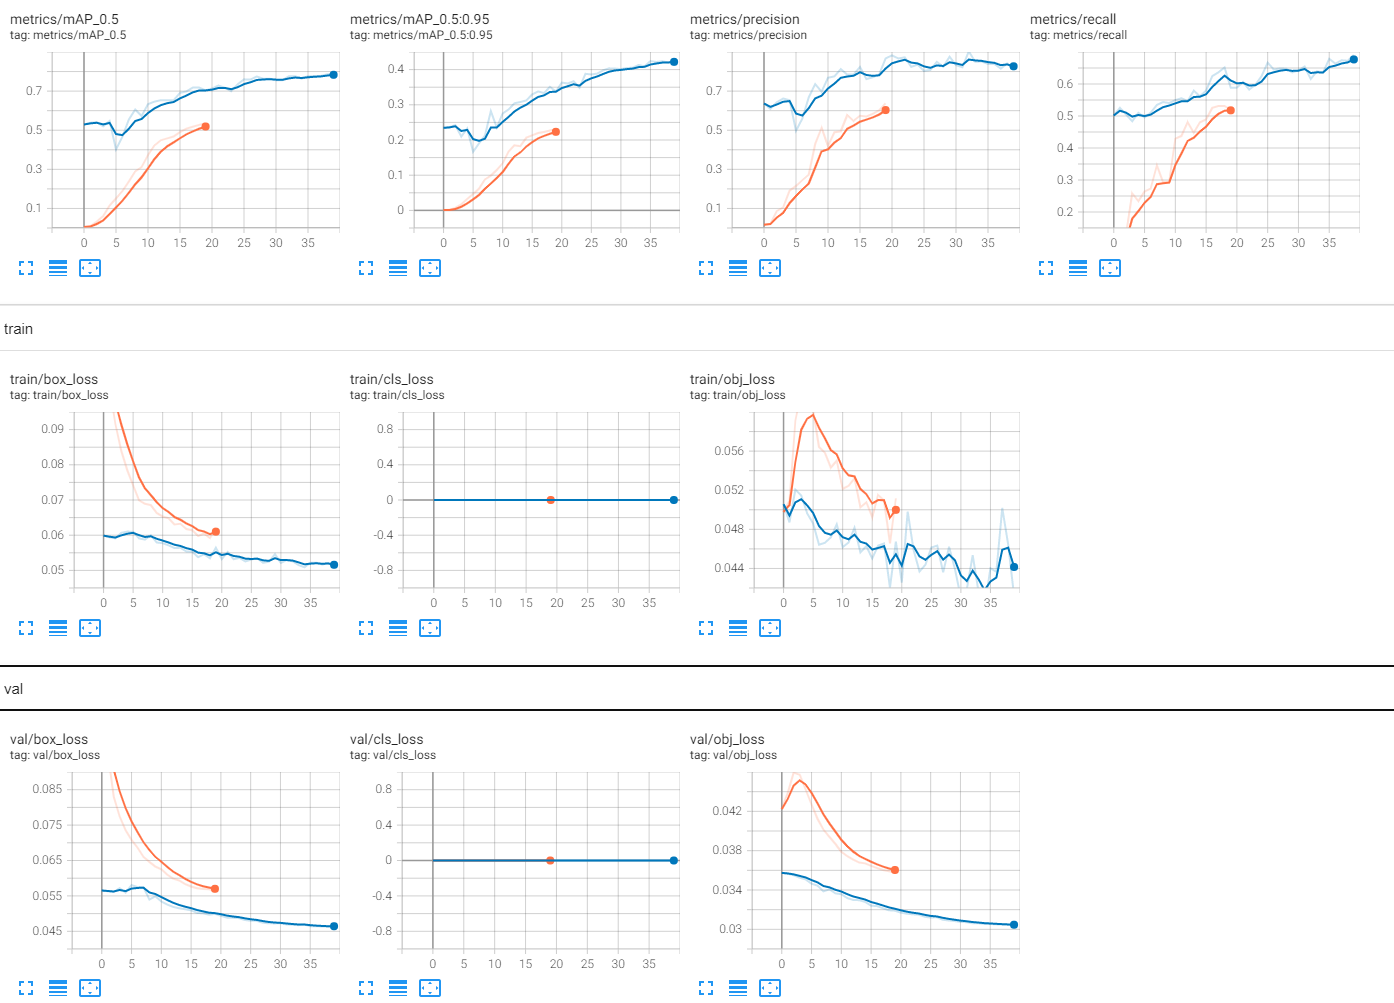 metrics/mAP_0.5
tag: metrics/mAP_0.5
0.7
0.5
0.3
0.1
0 5 10 15 20 25 30 35
metrics/mAP_0.5:0.95
tag: metrics/mAP_0.5:0.95
0.4
0.3
0.2
0.1
0
0 5 10 15 20 25 30 35
metrics/precision
tag: metrics/precision
0.7
0.5
0.3
0.1
0 5 10 15 20 25 30 35
metrics/recall
tag: metrics/recall
0.6
0.5
0.4
0.3
0.2
0 5 10 15 20 25 30 35
train
train/box_loss
tag: train/box_loss
0.09
0.08
0.07
0.06
0.05
0 5 10 15 20 25 30 35
train/cls_loss
tag: train/cls_loss
0.8
0.4
0
-0.4
-0.8
0 5 10 15 20 25 30 35
train/obj_loss
tag: train/obj_loss
0.056
0.052
0.048
0.044
0 5 10 15 20 25 30 35
val
val/box_loss
tag: val/box_loss
0.085
0.075
0.065
0.055
0.045
0 5 10 15 20 25 30 35
val/cls_loss
tag: val/cls_loss
0.8
0.4
0
-0.4
-0.8
0 5 10 15 20 25 30 35
val/obj_loss
tag: val/obj_loss
0.042
0.038
0.034
0.03
0 5 10 15 20 25 30 35